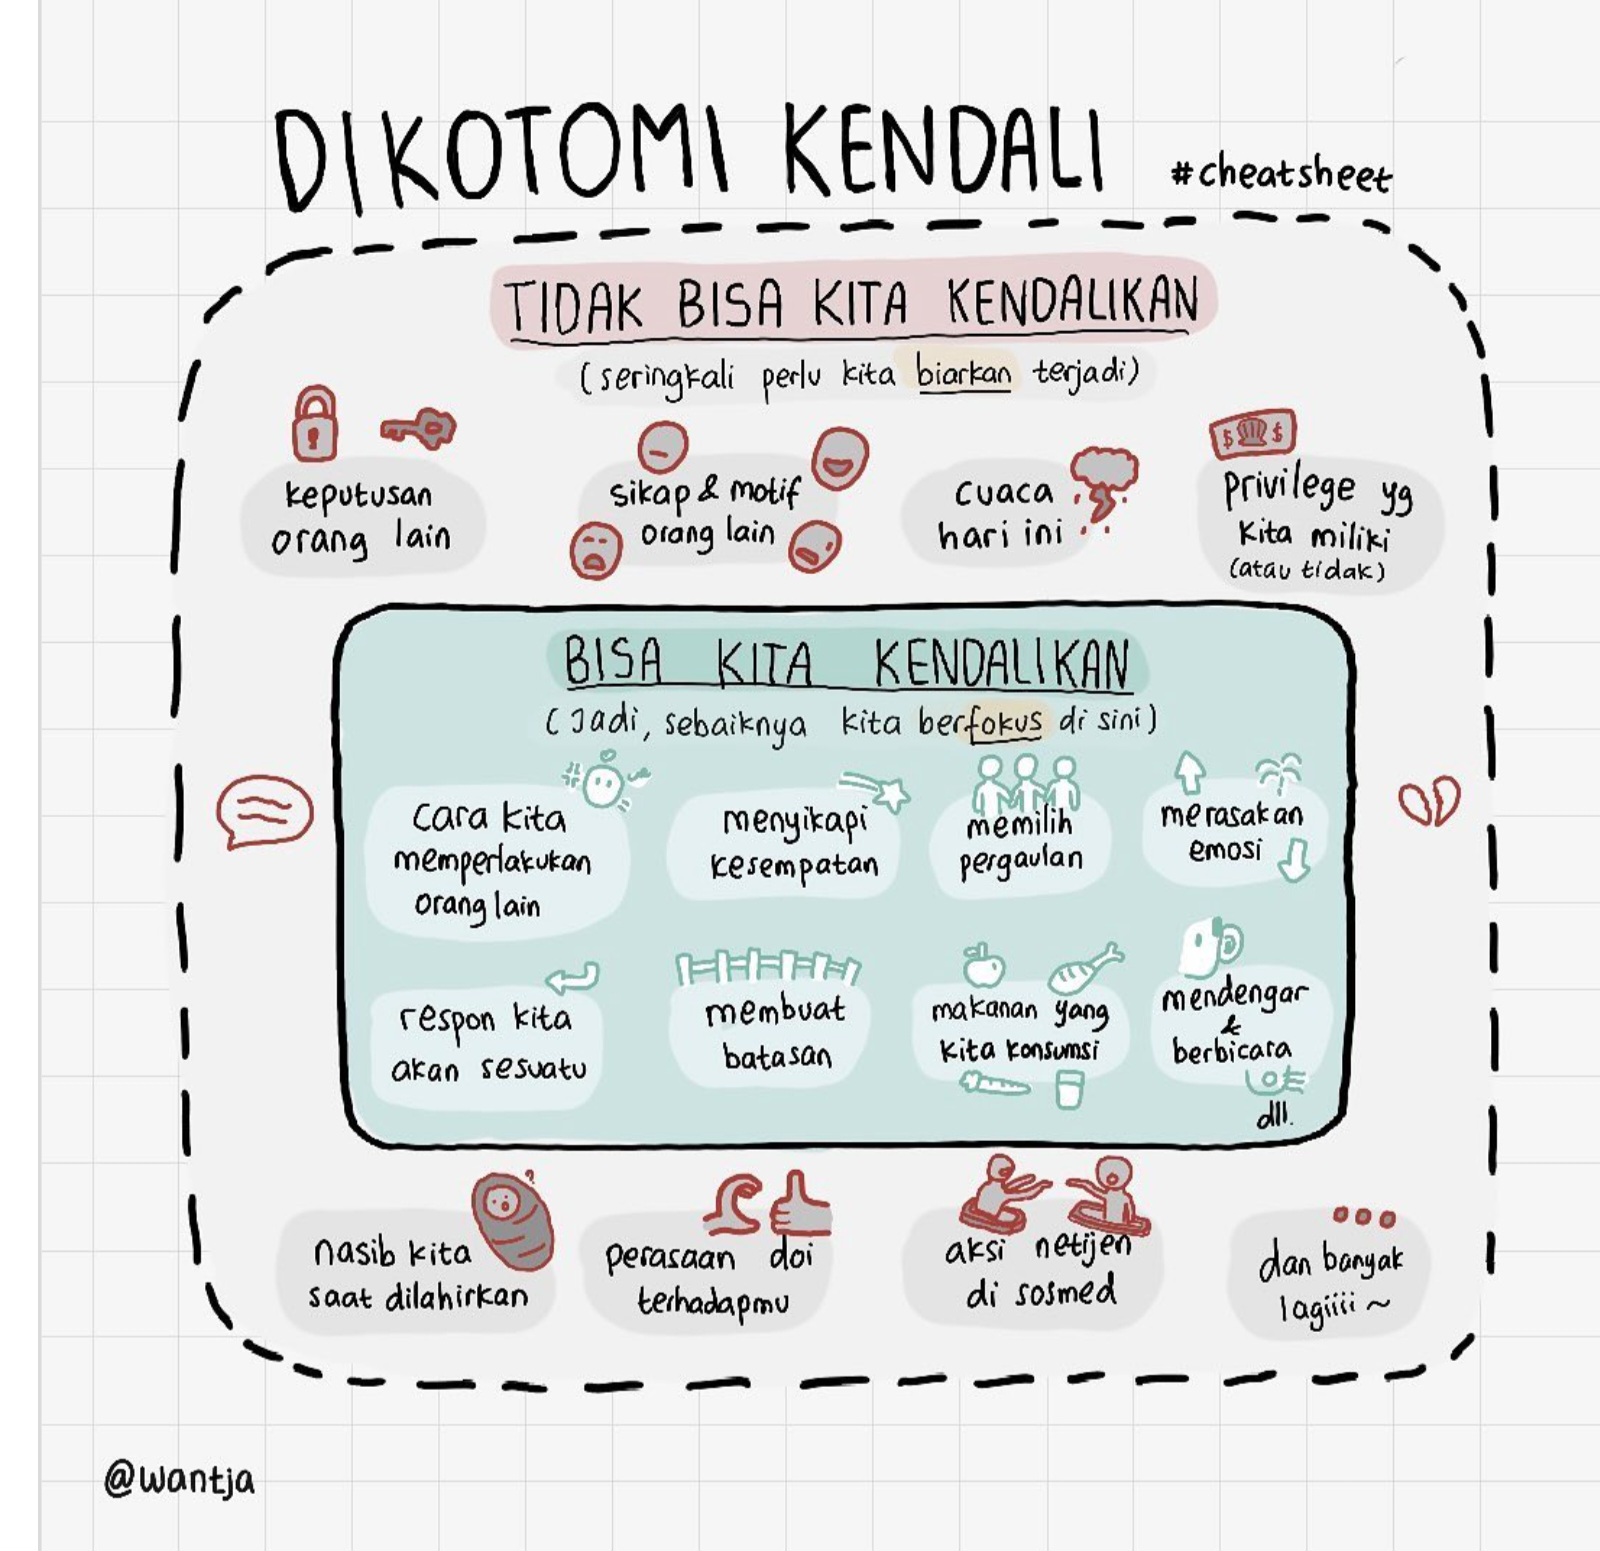 DIKOTOMI KENDALI #cheatsheet
TIDAK BISA KITA KENDALIKAN
(seringkali perlu kita biarkan terjadi)
keputusan
orang lain
sikap & motif
orang lain
cuaca
hari ini
privilege yg
kita miliki
(atau tidak)
$ $
BISA KITA KENDALIKAN
(Jadi, sebaiknya kita berfokus di sini)
cara kita
memperlakukan
orang lain
menyikapi
kesempatan
memilih
pergaulan
merasakan
emosi
respon kita
akan sesuatu
membuat
batasan
makanan yang
kita konsumsi
mendengar
&
berbicara
dll.
nasib kita
saat dilahirkan
?
perasaan doi
terhadapmu
aksi netijen
di sosmed
dan banyak
lagiiii ~
@wantja